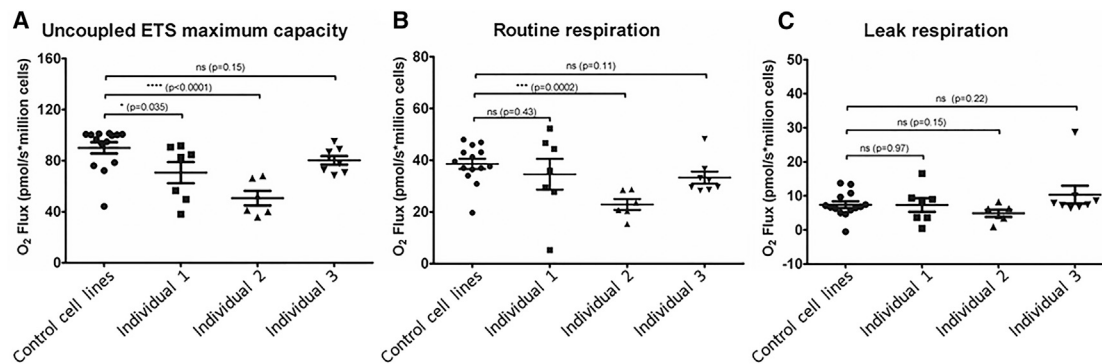 A
Uncoupled ETS maximum capacity
O2 Flux (pmol/s*million cells)
160
120
80
40
0
ns (p=0.15)
**** (p<0.0001)
* (p=0.035)
Control cell lines
Individual 1
Individual 2
Individual 3
B
Routine respiration
O2 Flux (pmol/s*million cells)
80
60
40
20
0
ns (p=0.11)
*** (p=0.0002)
ns (p=0.43)
Control cell lines
Individual 1
Individual 2
Individual 3
C
Leak respiration
O2 Flux (pmol/s*million cells)
50
40
30
20
10
0
-10
ns (p=0.22)
ns (p=0.15)
ns (p=0.97)
Control cell lines
Individual 1
Individual 2
Individual 3